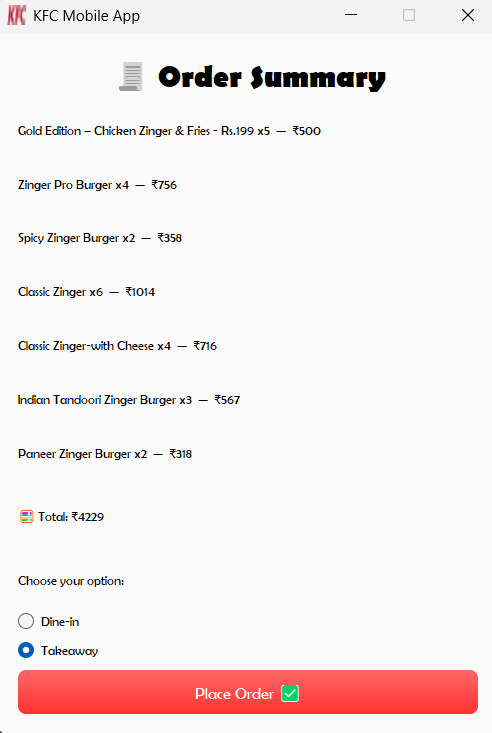 KFC KFC Mobile App
Order Summary
Gold Edition – Chicken Zinger & Fries - Rs.199 x5 — ₹500
Zinger Pro Burger x4 — ₹756
Spicy Zinger Burger x2 — ₹358
Classic Zinger x6 — ₹1014
Classic Zinger-with Cheese x4 — ₹716
Indian Tandoori Zinger Burger x3 — ₹567
Paneer Zinger Burger x2 — ₹318
Total: ₹4229
Choose your option:
Dine-in
Takeaway
Place Order ✅